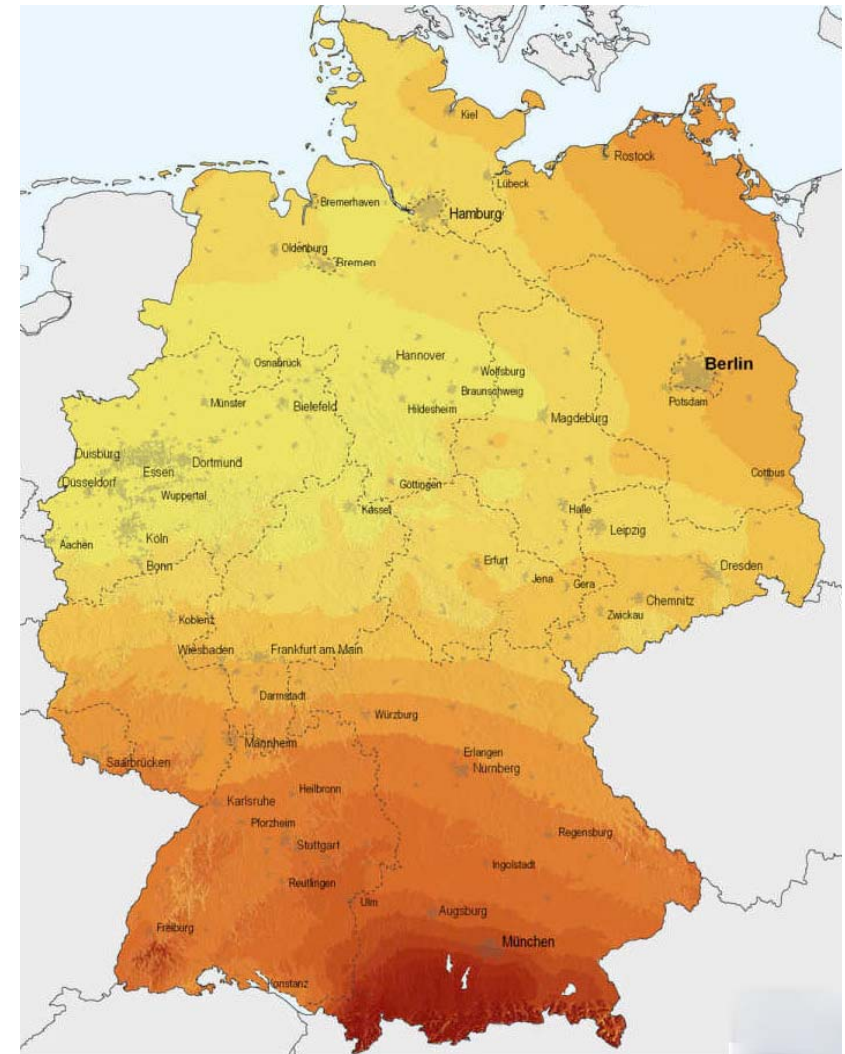 Kiel
Rostock
Lübeck
Bremerhaven
Hamburg
Oldenburg
Bremen
Berlin
Osnabrück
Hannover
Wolfsburg
Braunschweig
Potsdam
Münster
Bielefeld
Hildesheim
Magdeburg
Duisburg
Essen
Dortmund
Cottbus
Düsseldorf
Göttingen
Wuppertal
Kassel
Halle
Leipzig
Köln
Aachen
Bonn
Erfurt
Dresden
Jena
Gera
Chemnitz
Zwickau
Koblenz
Wiesbaden
Frankfurt am Main
Darmstadt
Würzburg
Mannheim
Erlangen
Saarbrücken
Nürnberg
Heilbronn
Karlsruhe
Pforzheim
Regensburg
Stuttgart
Ingolstadt
Reutlingen
Ulm
Augsburg
Freiburg
München
Konstanz